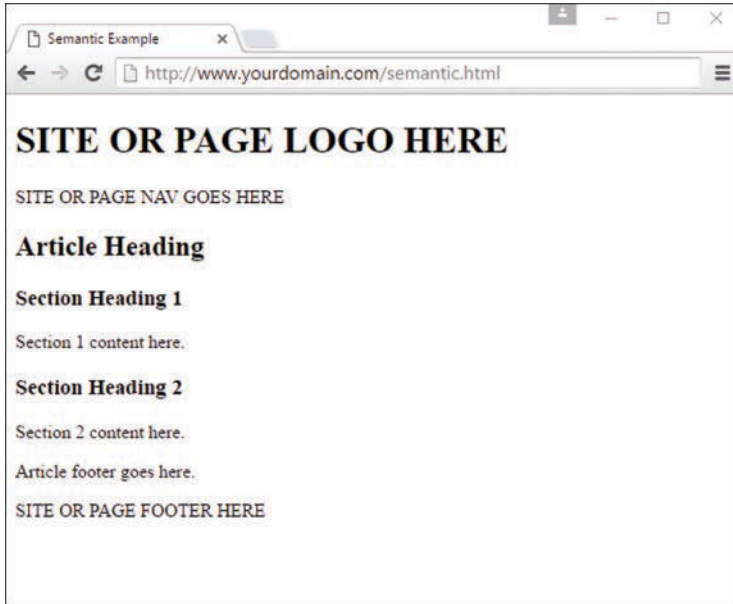 Semantic Example
http://www.yourdomain.com/semantic.html
SITE OR PAGE LOGO HERE
SITE OR PAGE NAV GOES HERE
Article Heading
Section Heading 1
Section 1 content here.
Section Heading 2
Section 2 content here.
Article footer goes here.
SITE OR PAGE FOOTER HERE